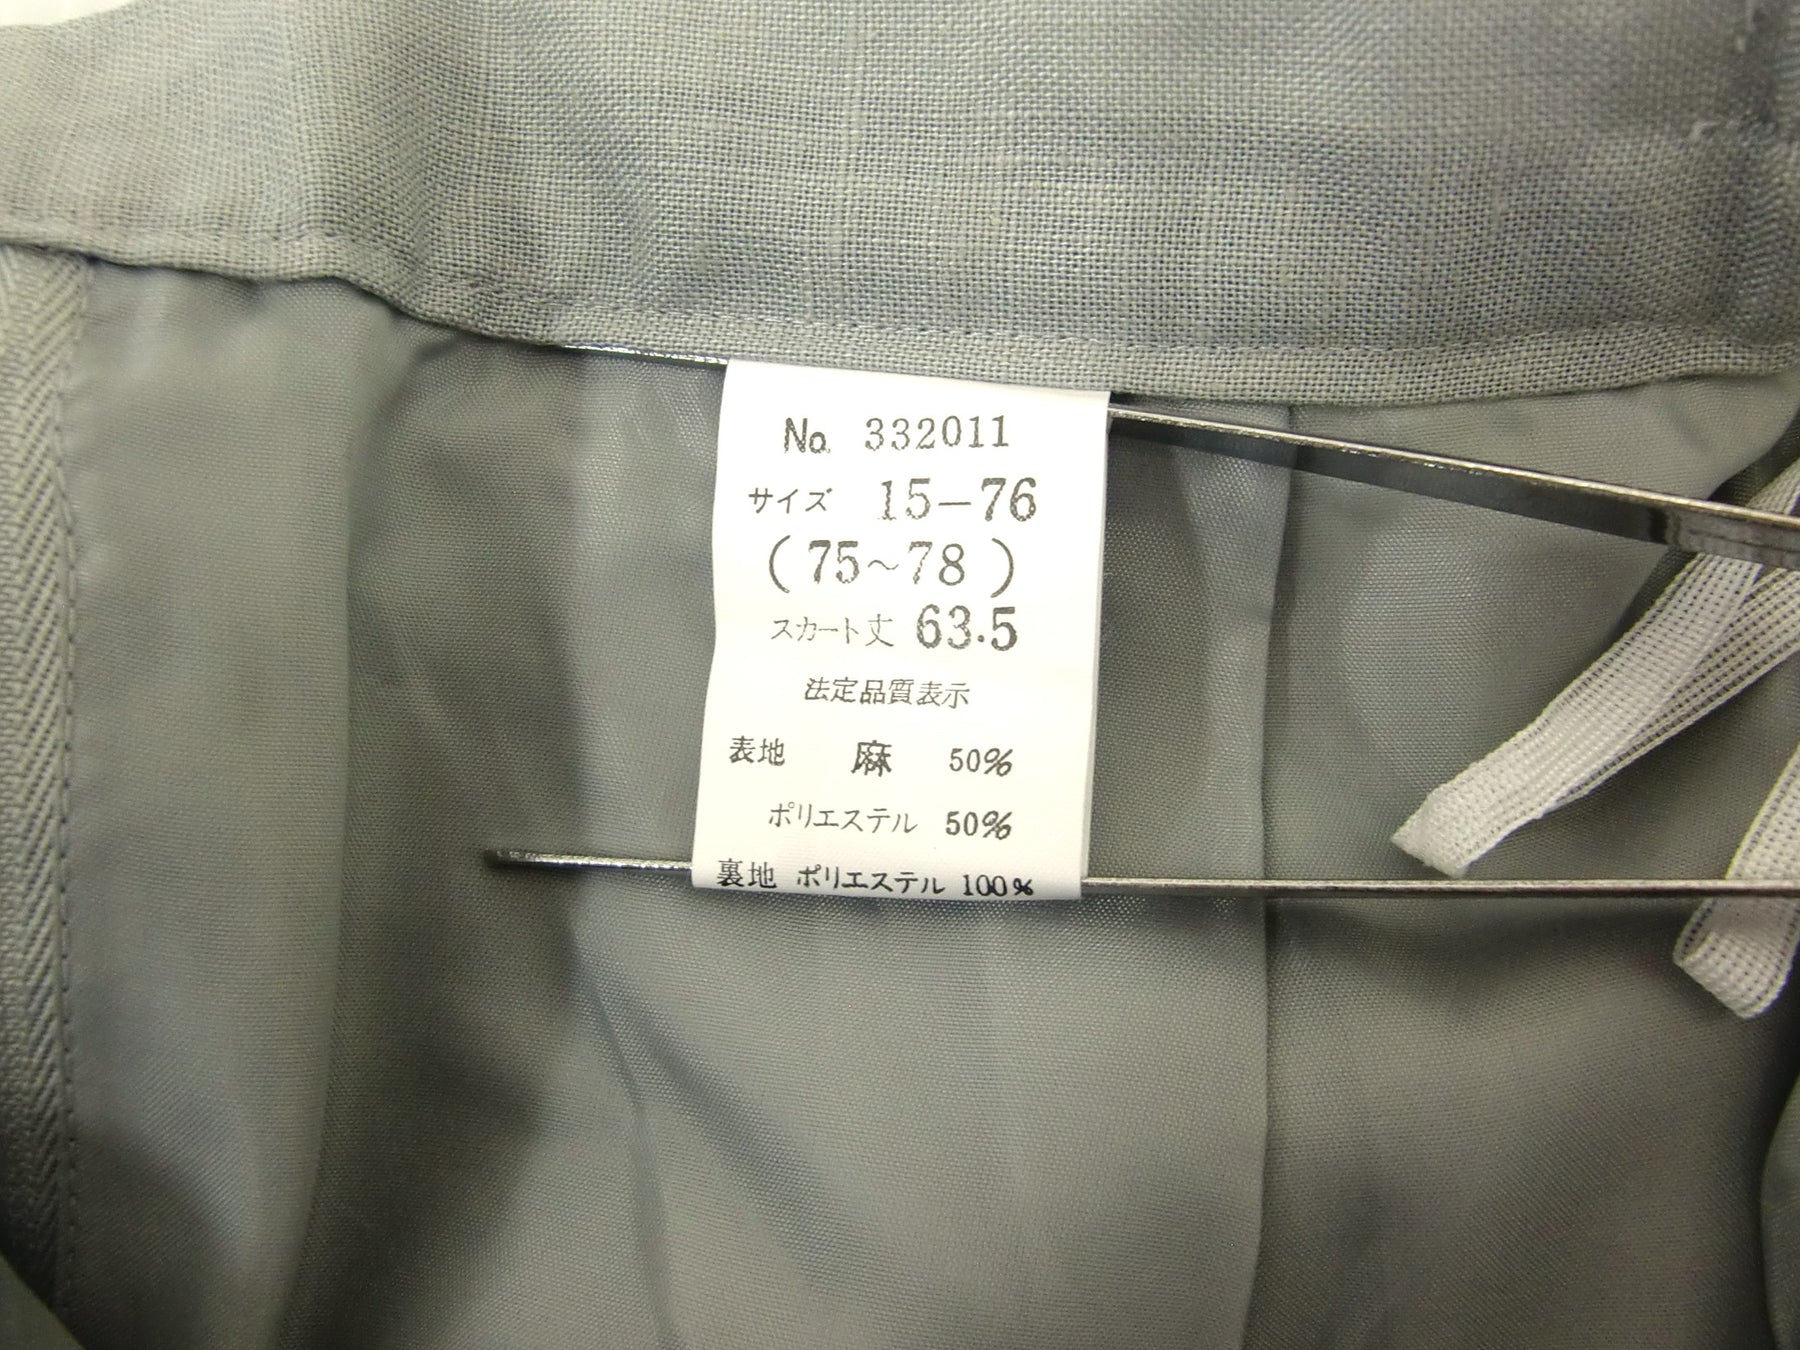 No. 332011
サイズ 15-76
(75~78)
スカート丈 63.5
法定品質表示
表地 麻 50%
ポリエステル 50%
裏地 ポリエステル 100%